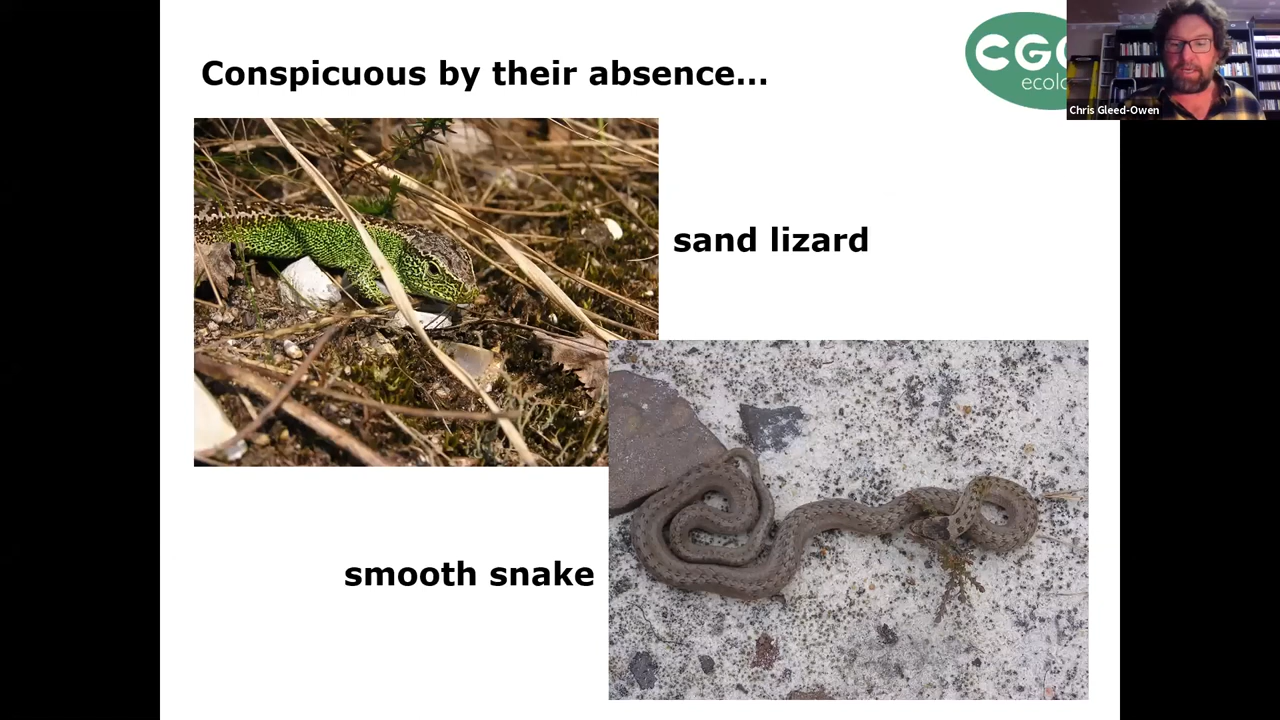 Conspicuous by their absence...
CGO
ecolo
Chris Gleed-Owen
sand lizard
smooth snake